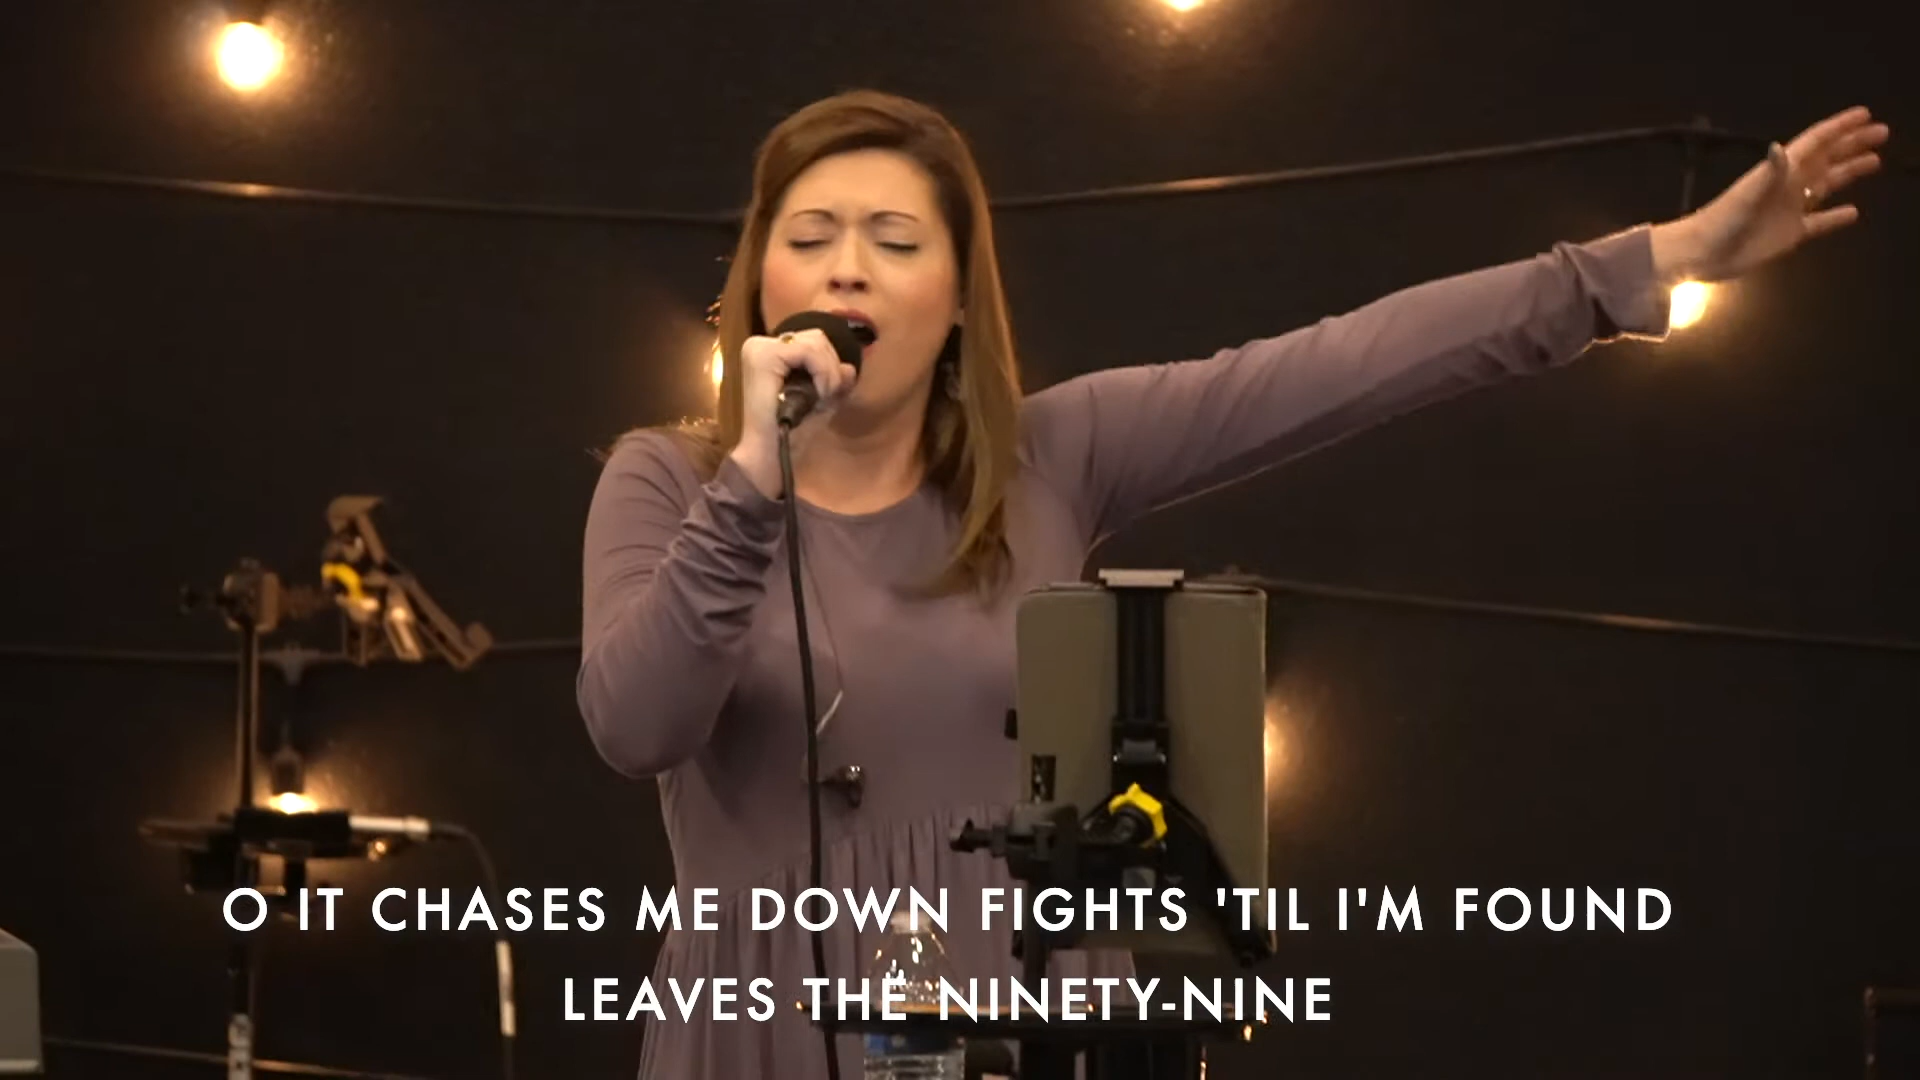 O IT CHASES ME DOWN FIGHTS 'TIL I'M FOUND
LEAVES THE NINETY-NINE